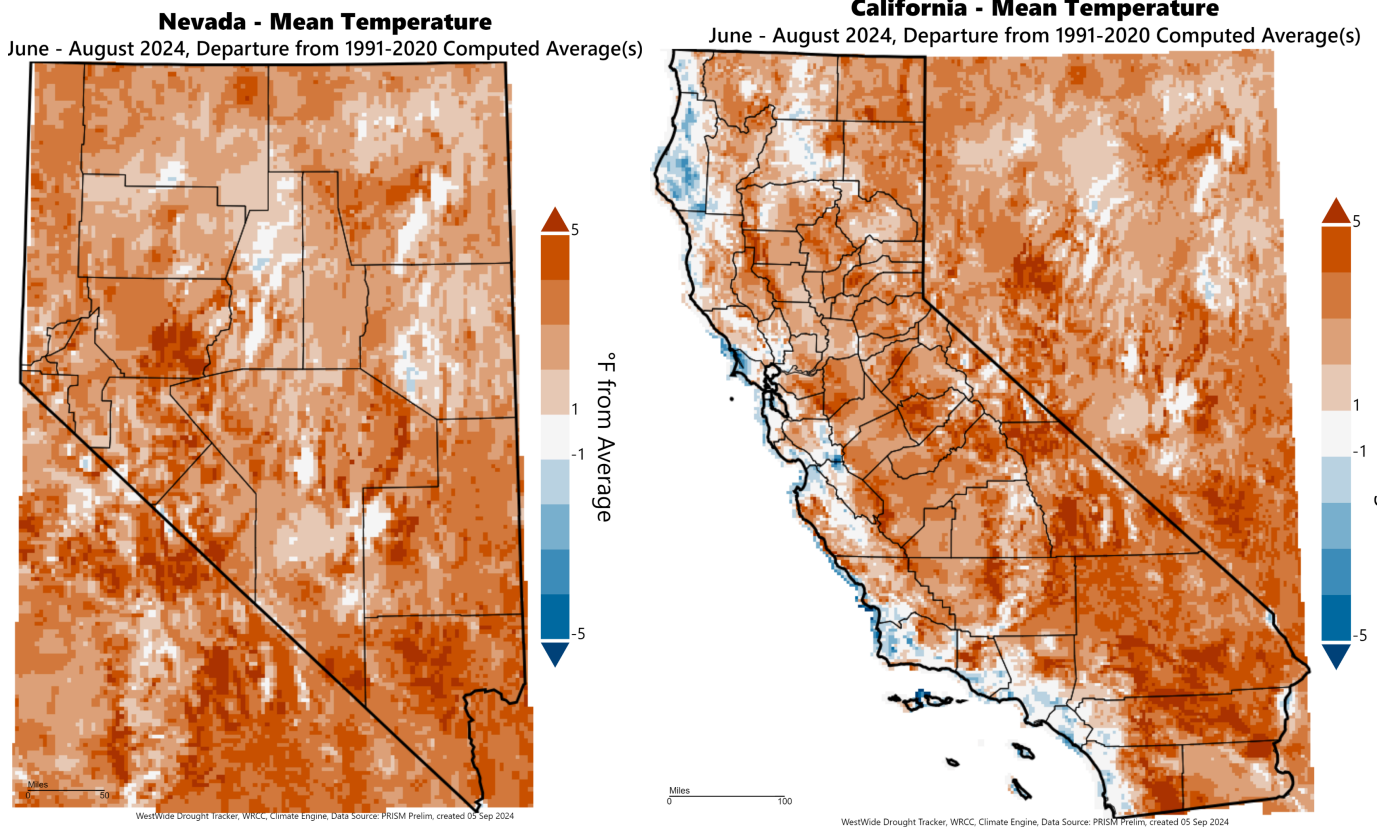 Nevada - Mean Temperature
June - August 2024, Departure from 1991-2020 Computed Average(s)
5
1
-1
-5
°F from Average
Miles
0 50
WestWide Drought Tracker, WRCC, Climate Engine, Data Source: PRISM Prelim, created 05 Sep 2024
California - Mean Temperature
June - August 2024, Departure from 1991-2020 Computed Average(s)
5
1
-1
-5
Miles
0 100
WestWide Drought Tracker, WRCC, Climate Engine, Data Source: PRISM Prelim, created 05 Sep 2024